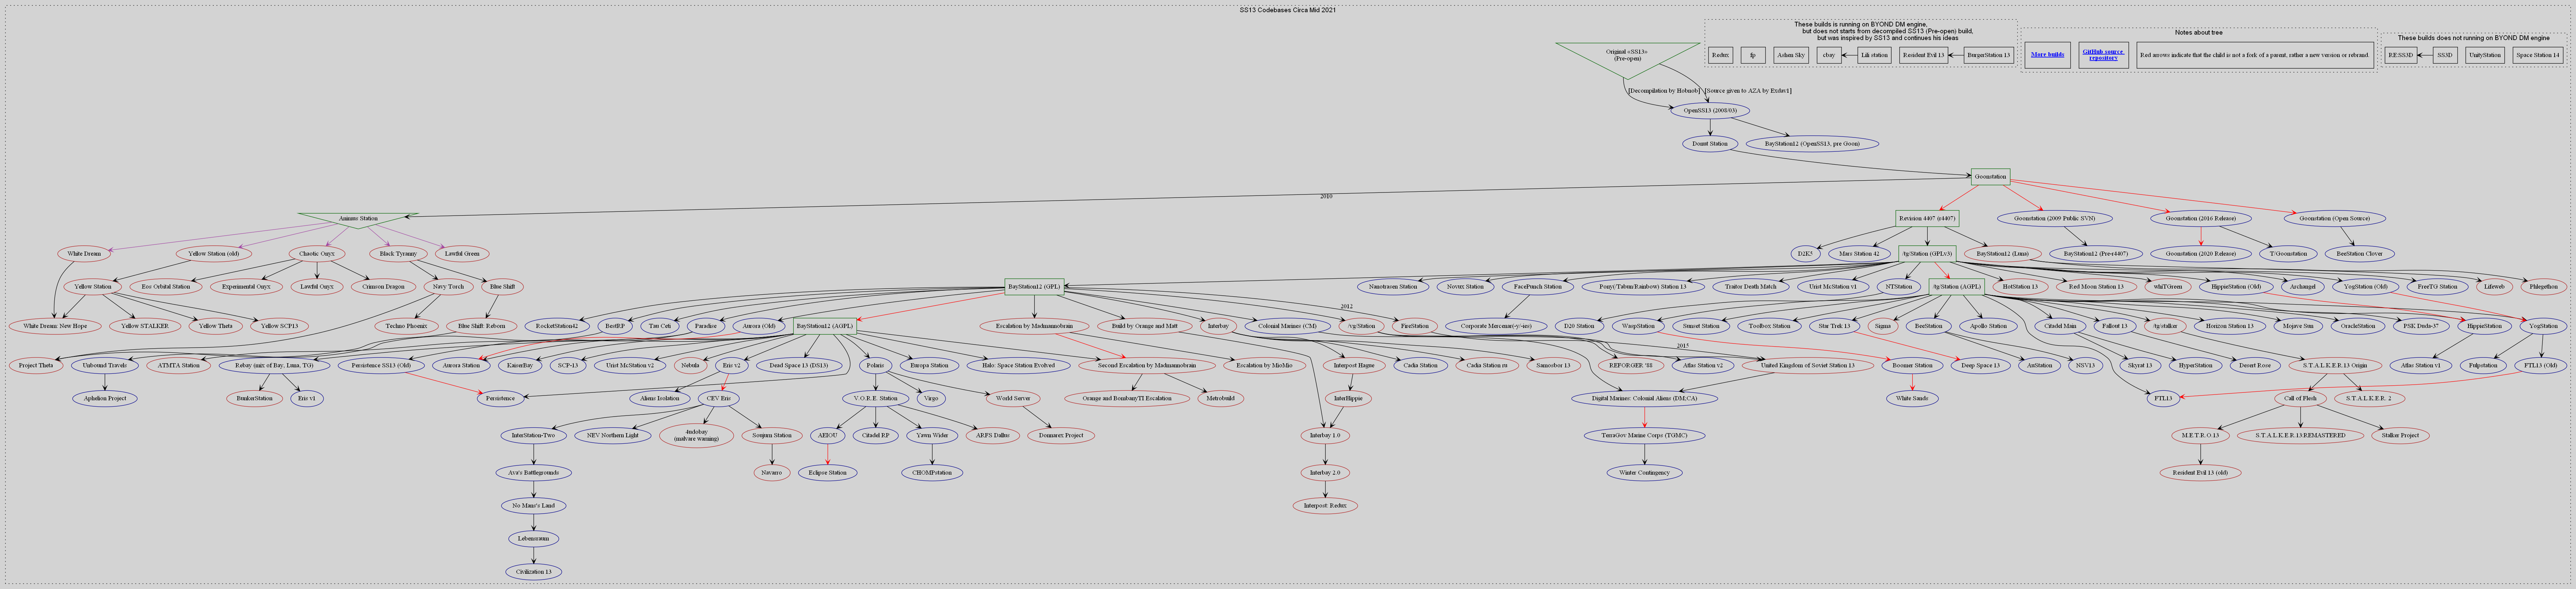 SS13 Codebases Circa Mid 2021
These builds is running on BYOND DM engine,
but does not starts from decompiled SS13 (Pre-open) build,
but was inspired by SS13 and continues his ideas
Redux
fp
Ashen Sky
cbay
Lili station
Resident Evil 13
BurgerStation 13
Notes about tree
More builds
GitHub source
repository
Red arrows indicate that the child is not a fork of a parent, rather a new version or rebrand.
These builds does not running on BYOND DM engine
RE:SS3D
SS3D
UnityStation
Space Station 14
Original «SS13»
(Pre-open)
[Decompilation by Hobnob]
[Source given to AZA by Exdav1]
OpenSS13 (2008/03)
Donut Station
BayStation12 (OpenSS13, pre Goon)
Goonstation
2010
Animus Station
Revision 4407 (r4407)
Goonstation (2009 Public SVN)
Goonstation (2016 Release)
Goonstation (Open Source)
White Dream
Yellow Station (old)
Chaotic Onyx
Black Tyranny
Lawful Green
D2K5
Mars Station 42
/tg/Station (GPLv3)
BayStation12 (Luna)
BayStation12 (Pre-r4407)
Goonstation (2020 Release)
T/Goonstation
BeeStation Clover
Yellow Station
Eos Orbital Station
Experimental Onyx
Lawful Onyx
Crimson Dragon
Navy Torch
Blue Shift
BayStation12 (GPL)
Nanotrasen Station
Novux Station
FacePunch Station
Pony(/Tabun/Rainbow) Station 13
Traitor Death Match
Urist McStation v1
NTStation
/tg/Station (AGPL)
HotStation 13
Red Moon Station 13
whiTGreen
HippieStation (Old)
Archangel
YogStation (Old)
FreeTG Station
Lifeweb
Phlegethon
2012
White Dream: New Hope
Yellow STALKER
Yellow Theta
Yellow SCP13
Techno Phoenix
Blue Shift: Reborn
RocketStation42
BestRP
Tau Ceti
Paradise
Aurora (Old)
BayStation12 (AGPL)
Escalation by Madmannobrain
Build by Orange and Matt
Interbay
Colonial Marines (CM)
/vg/Station
FireStation
Corporate Mercenar(-y/-ies)
D20 Station
WaspStation
Sunset Station
Toolbox Station
Star Trek 13
Sigma
BeeStation
Apollo Station
Citadel Main
Fallout 13
/tg/stalker
Horizon Station 13
Mojave Sun
OracleStation
PSK Dwds-37
HippieStation
YogStation
2015
Project Theta
Unbound Travels
ATMTA Station
Rebay (mix of Bay, Luna, TG)
Persistence SS13 (Old)
Aurora Station
KaiserBay
SCP-13
Urist McStation v2
Nebula
Eris v2
Dead Space 13 (DS13)
Polaris
Europa Station
Halo: Space Station Evolved
Second Escalation by Madmannobrain
Escalation by MioMio
Interpost Hague
Cadia Station
Cadia Station ru
Samosbor 13
REFORGER '88
Atlas Station v2
United Kingdom of Soviet Station 13
Boomer Station
Deep Space 13
AuStation
NSV13
Skyrat 13
HyperStation
Desert Rose
S.T.A.L.K.E.R.13 Origin
Atlas Station v1
Fulpstation
FTL13 (Old)
Aphelion Project
BunkerStation
Eris v1
Persistence
Aliens Isolation
CEV Eris
V.O.R.E. Station
Virgo
World Server
Orange and BombanyTI Escalation
Metrobuild
InterHippie
Digital Marines: Colonial Aliens (DM;CA)
White Sands
FTL13
Call of Flesh
S.T.A.L.K.E.R. 2
InterStation-Two
NEV Northern Light
4udobay
(malware warning)
Soujurn Station
AEIOU
Citadel RP
Yawn Wider
ARFS Dallus
Donmarex Project
Interbay 1.0
TerraGov Marine Corps (TGMC)
M.E.T.R.O.13
S.T.A.L.K.E.R.13:REMASTERED
Stalker Project
Ava's Battlegrounds
Navarro
Eclipse Station
CHOMPstation
Interbay 2.0
Winter Contingency
Resident Evil 13 (old)
No Mans's Land
Interpost: Redux
Lebensraum
Civilization 13